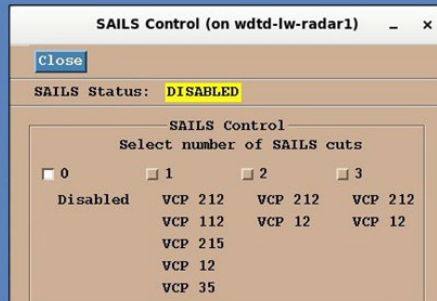 SAILS Control (on wdtd-lw-radar1)
Close
SAILS Status: DISABLED
SAILS Control
Select number of SAILS cuts
0 1 2 3
Disabled VCP 212 VCP 212 VCP 212
VCP 112 VCP 12 VCP 12
VCP 215
VCP 12
VCP 35